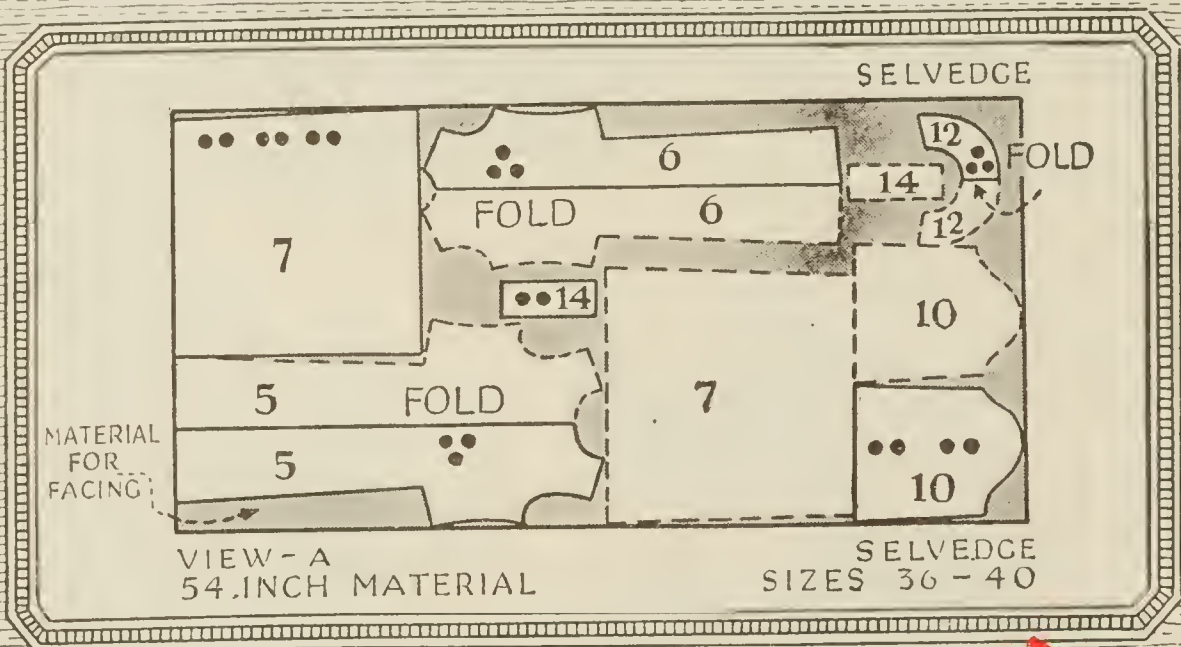 SELVEDGE
12
6
FOLD
14
FOLD 6
12
7
10
14
7
5 FOLD
MATERIAL
FOR
FACING
5
10
VIEW-A
54.INCH MATERIAL
SELVEDGE
SIZES 36-40